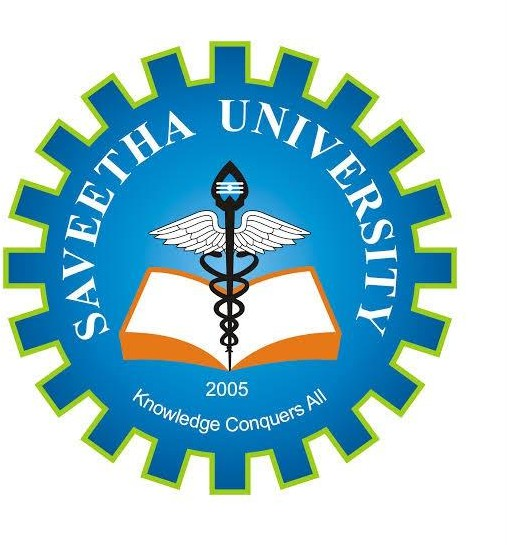 SAVEETHA UNIVERSITY
2005
Knowledge Conquers All